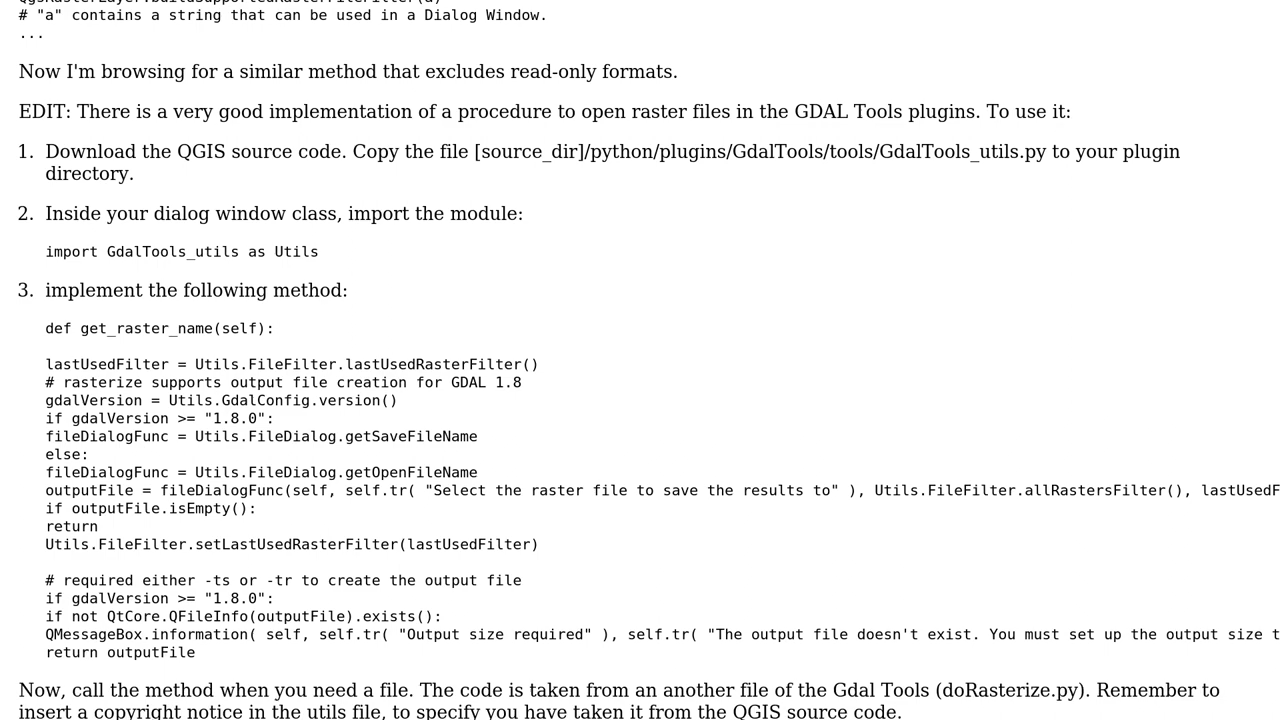 # "a" contains a string that can be used in a Dialog Window.
...
Now I'm browsing for a similar method that excludes read-only formats.
EDIT: There is a very good implementation of a procedure to open raster files in the GDAL Tools plugins. To use it:
1. Download the QGIS source code. Copy the file [source_dir]/python/plugins/GdalTools/tools/GdalTools_utils.py to your plugin
directory.
2. Inside your dialog window class, import the module:
import GdalTools_utils as Utils
3. implement the following method:
def get_raster_name(self):
lastUsedFilter = Utils.FileFilter.lastUsedRasterFilter()
# rasterize supports output file creation for GDAL 1.8
gdalVersion = Utils.GdalConfig.version()
if gdalVersion >= "1.8.0":
fileDialogFunc = Utils.FileDialog.getSaveFileName
else:
fileDialogFunc = Utils.FileDialog.getOpenFileName
outputFile = fileDialogFunc(self, self.tr( "Select the raster file to save the results to" ), Utils.FileFilter.allRastersFilter(), lastUsedF
if outputFile.isEmpty():
return
Utils.FileFilter.setLastUsedRasterFilter(lastUsedFilter)
# required either -ts or -tr to create the output file
if gdalVersion >= "1.8.0":
if not QtCore.QFileInfo(outputFile).exists():
QMessageBox.information( self, self.tr( "Output size required" ), self.tr( "The output file doesn't exist. You must set up the output size t
return outputFile
Now, call the method when you need a file. The code is taken from an another file of the Gdal Tools (doRasterize.py). Remember to
insert a copyright notice in the utils file, to specify you have taken it from the QGIS source code.